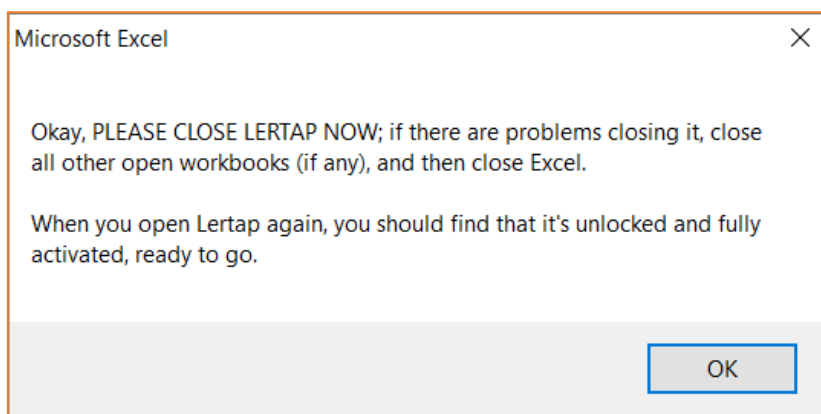 Microsoft Excel
Okay, PLEASE CLOSE LERTAP NOW; if there are problems closing it, close
all other open workbooks (if any), and then close Excel.
When you open Lertap again, you should find that it's unlocked and fully
activated, ready to go.
OK